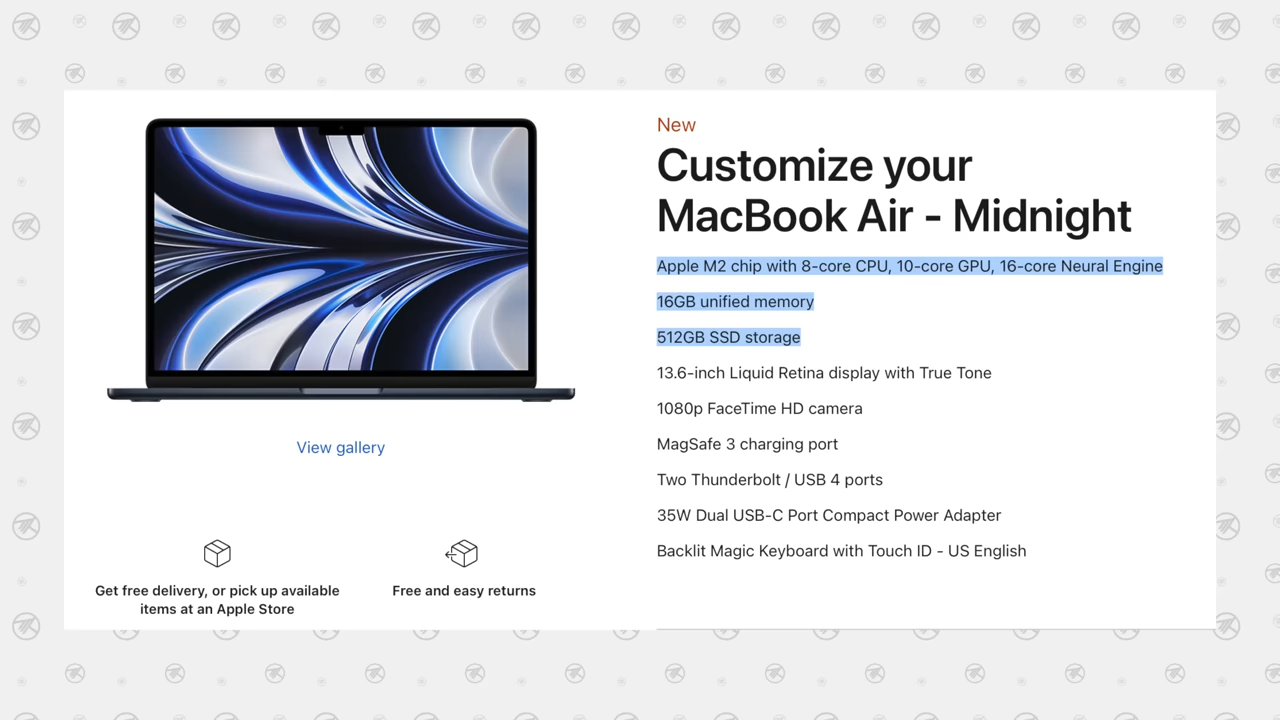 New
Customize your
MacBook Air - Midnight
Apple M2 chip with 8-core CPU, 10-core GPU, 16-core Neural Engine
16GB unified memory
512GB SSD storage
13.6-inch Liquid Retina display with True Tone
1080p FaceTime HD camera
MagSafe 3 charging port
Two Thunderbolt / USB 4 ports
35W Dual USB-C Port Compact Power Adapter
Backlit Magic Keyboard with Touch ID - US English
View gallery
Get free delivery, or pick up available
items at an Apple Store
Free and easy returns